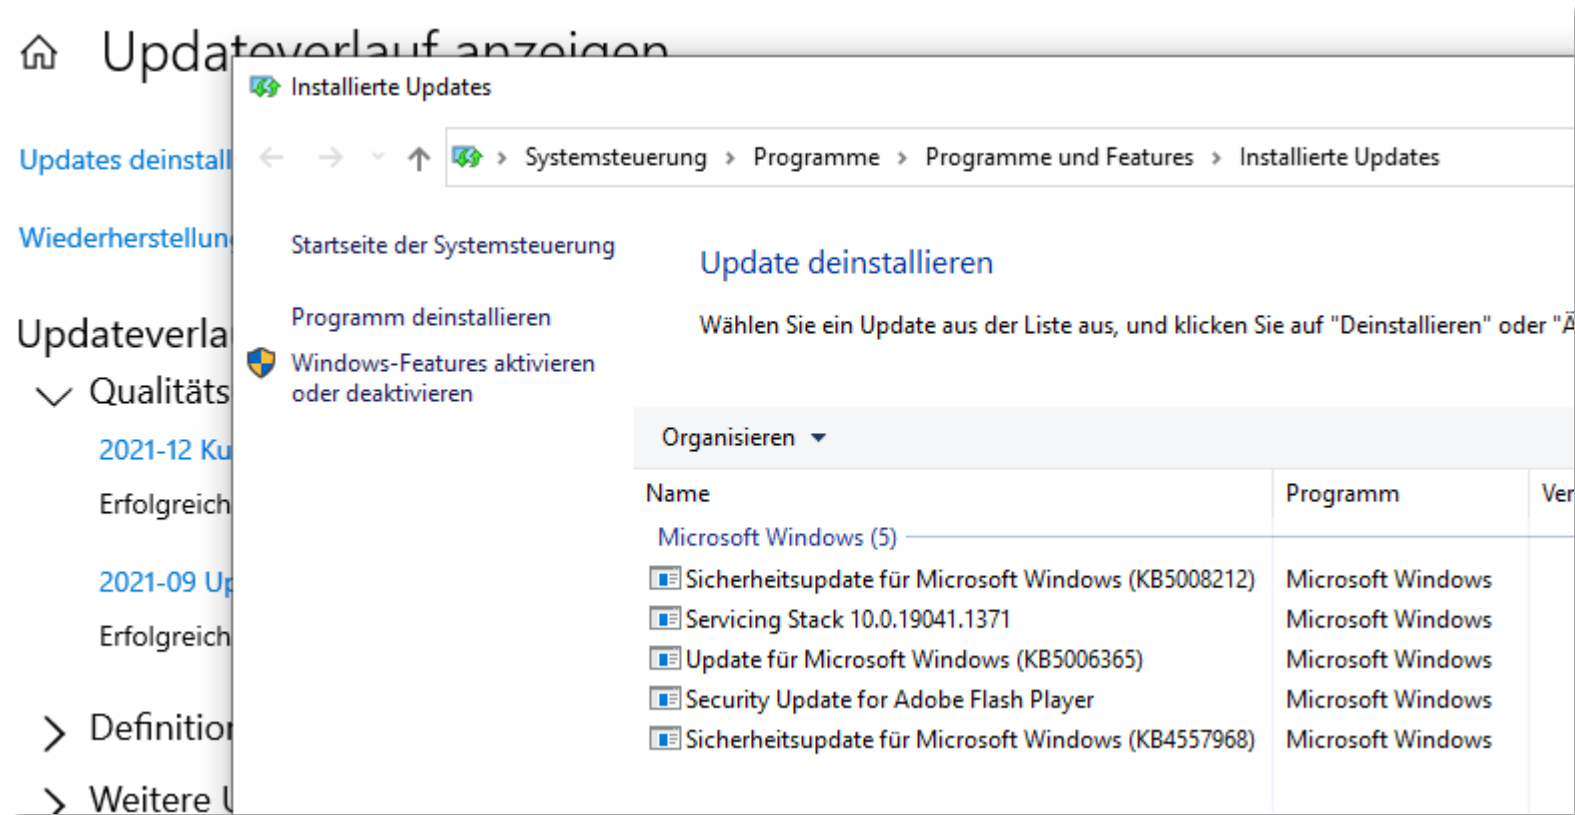 Updateverlauf anzeigen
Updates deinstall
Wiederherstellun
Updateverla
Qualitäts
2021-12 Ku
Erfolgreich
2021-09 Up
Erfolgreich
Definition
Weitere
Installierte Updates
Systemsteuerung > Programme > Programme und Features > Installierte Updates
Startseite der Systemsteuerung
Programm deinstallieren
Windows-Features aktivieren
oder deaktivieren
Update deinstallieren
Wählen Sie ein Update aus der Liste aus, und klicken Sie auf "Deinstallieren" oder "Ä
Organisieren
Name Programm Ver
Microsoft Windows (5)
Sicherheitsupdate für Microsoft Windows (KB5008212) Microsoft Windows
Servicing Stack 10.0.19041.1371 Microsoft Windows
Update für Microsoft Windows (KB5006365) Microsoft Windows
Security Update for Adobe Flash Player Microsoft Windows
Sicherheitsupdate für Microsoft Windows (KB4557968) Microsoft Windows